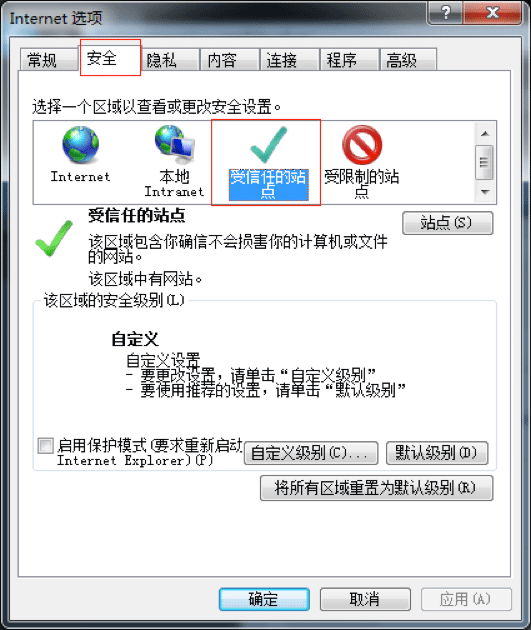 Internet 选项
常规 安全 隐私 内容 连接 程序 高级
选择一个区域以查看或更改安全设置。
Internet
本地
Intranet
受信任的站
点
受限制的站
点
受信任的站点
站点(S)
该区域包含你确信不会损害你的计算机或文件
的网站。
该区域中有网站。
该区域的安全级别(L)
自定义
自定义设置
- 要更改设置，请单击“自定义级别”
- 要使用推荐的设置，请单击“默认级别”
启用保护模式(要求重新启动
Internet Explorer)(P)
自定义级别(C)... 默认级别(D)
将所有区域重置为默认级别(R)
确定 取消 应用(A)